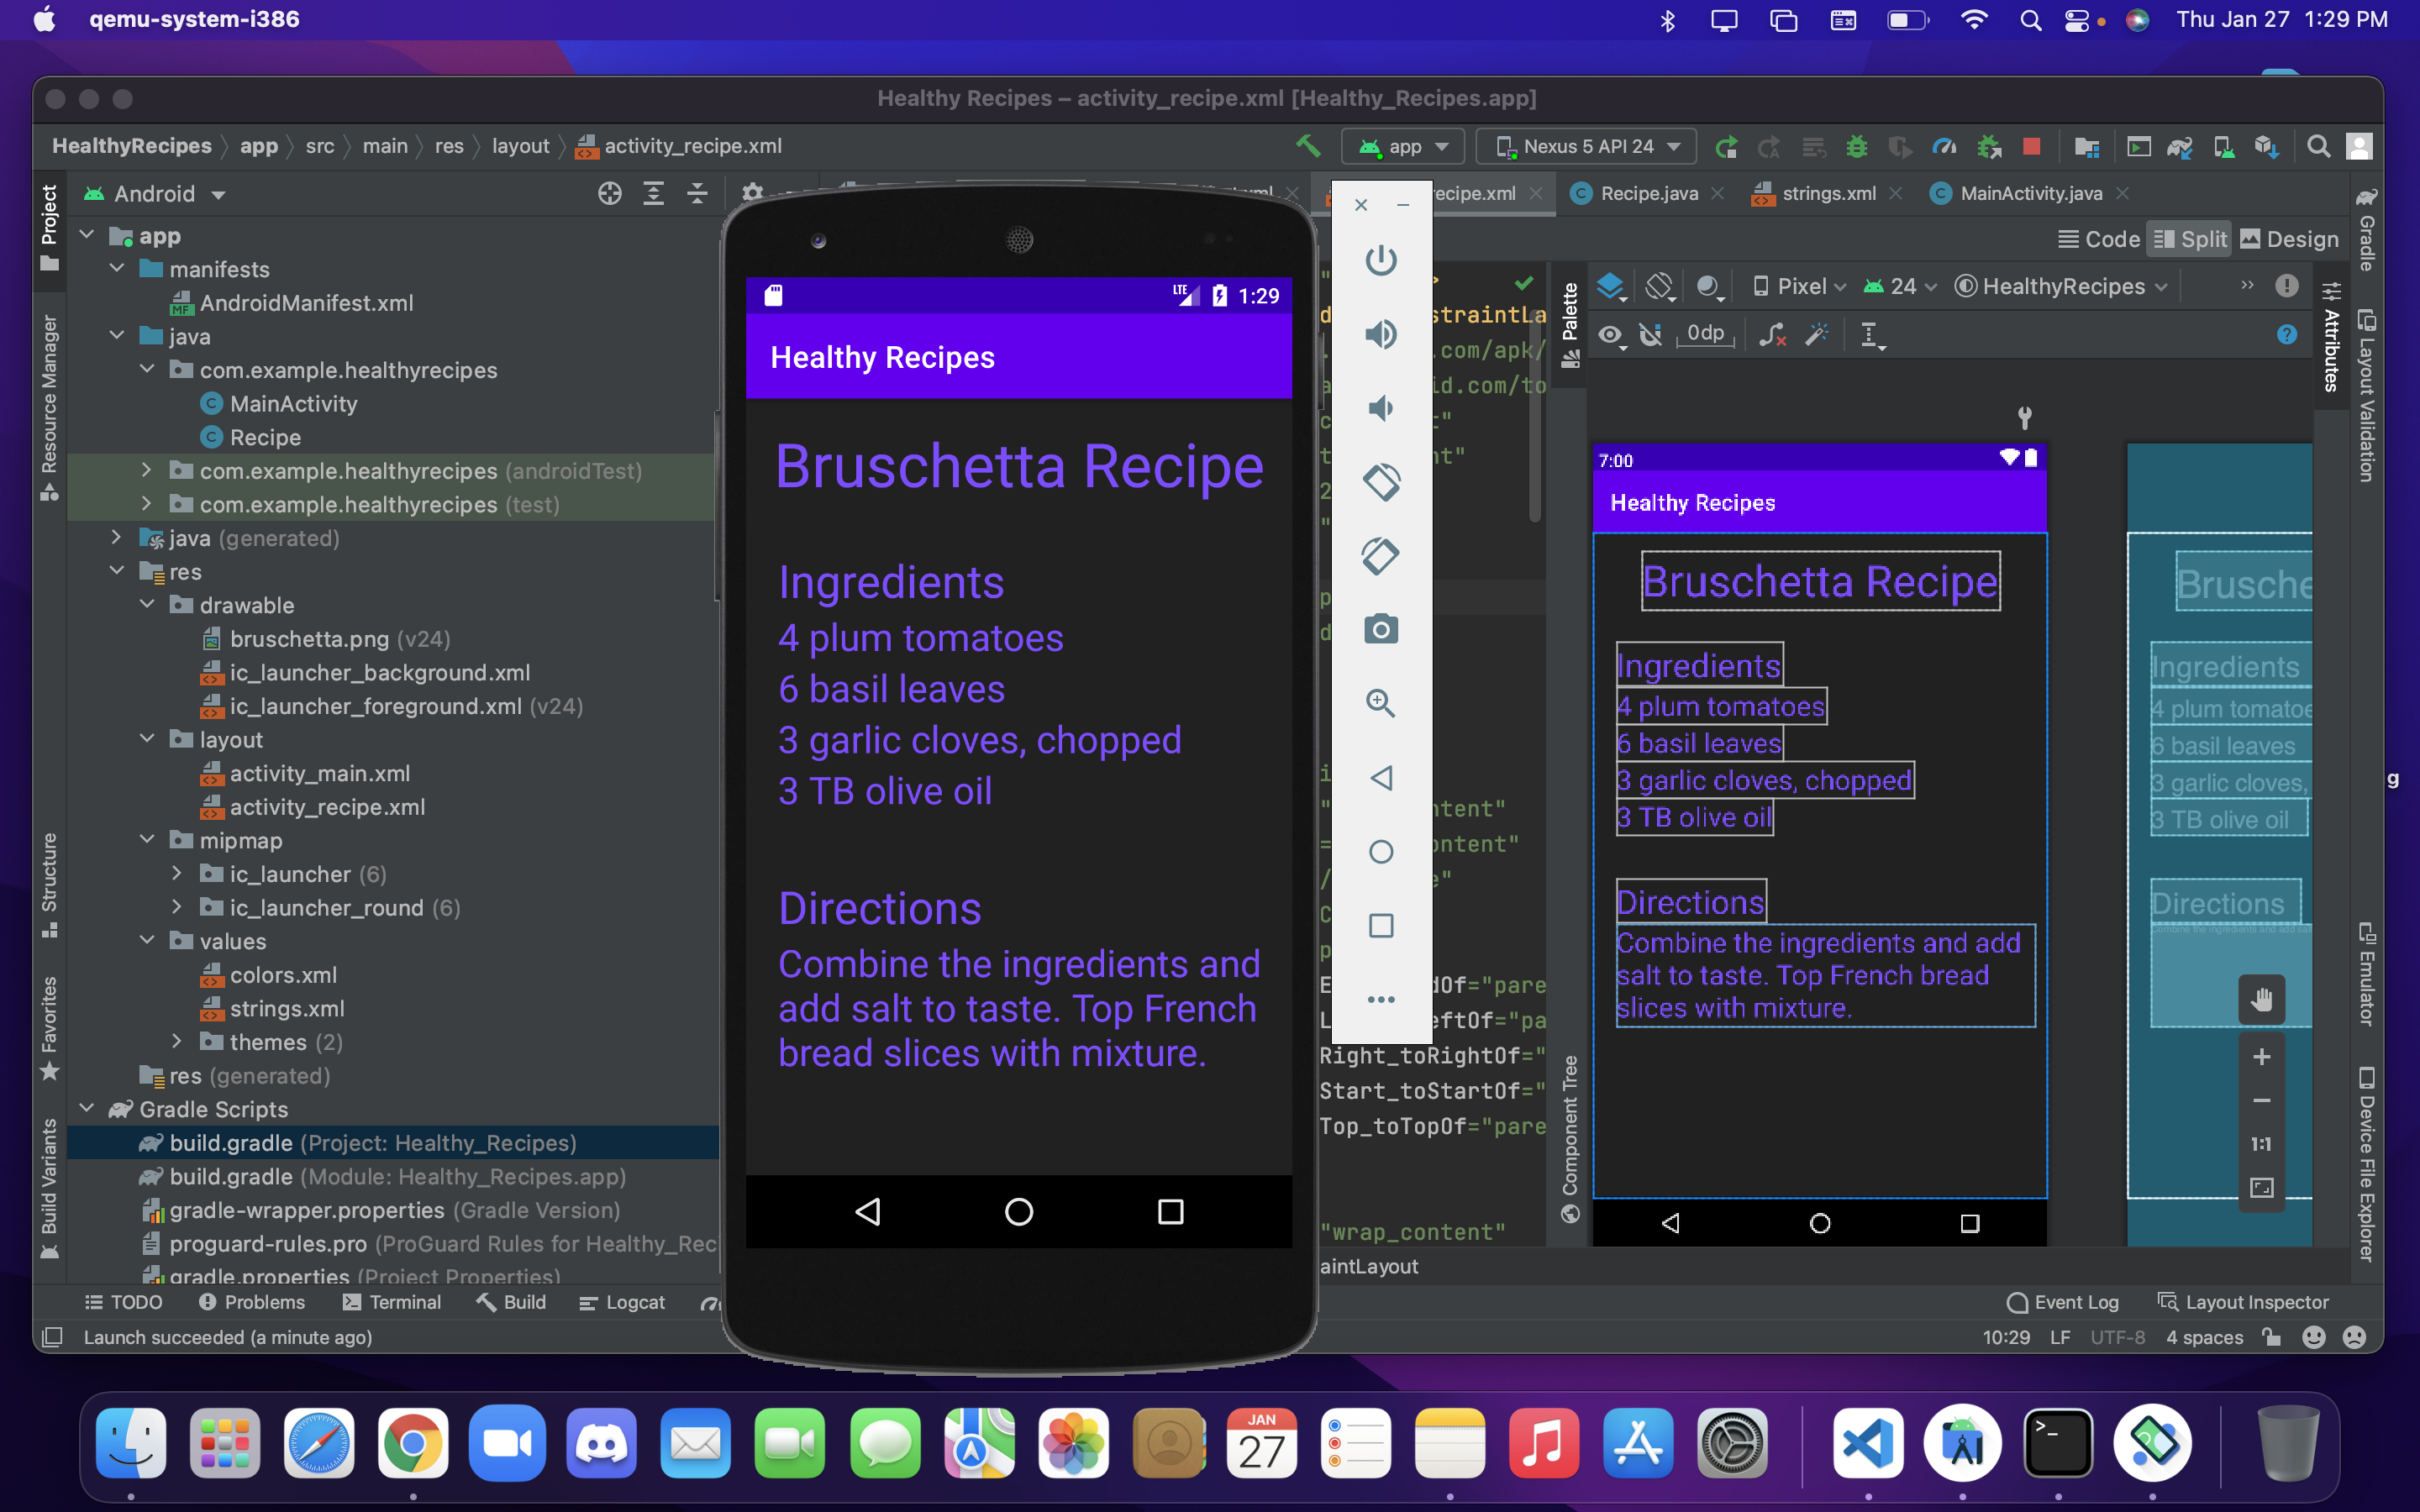 qemu-system-i386
Thu Jan 27 1:29 PM
Healthy Recipes – activity_recipe.xml [Healthy_Recipes.app]
HealthyRecipes app src main res layout activity_recipe.xml
app
Nexus 5 API 24
Project
Resource Manager
Structure
Favorites
Build Variants
Android
app
manifests
AndroidManifest.xml
java
com.example.healthyrecipes
MainActivity
Recipe
com.example.healthyrecipes (androidTest)
com.example.healthyrecipes (test)
java (generated)
res
drawable
bruschetta.png (v24)
ic_launcher_background.xml
ic_launcher_foreground.xml (v24)
layout
activity_main.xml
activity_recipe.xml
mipmap
ic_launcher (6)
ic_launcher_round (6)
values
colors.xml
strings.xml
themes (2)
res (generated)
Gradle Scripts
build.gradle (Project: Healthy_Recipes)
build.gradle (Module: Healthy_Recipes.app)
gradle-wrapper.properties (Gradle Version)
proguard-rules.pro (ProGuard Rules for Healthy_Rec
gradle.properties (Project Properties)
LTE 1:29
Healthy Recipes
Bruschetta Recipe
Ingredients
4 plum tomatoes
6 basil leaves
3 garlic cloves, chopped
3 TB olive oil
Directions
Combine the ingredients and
add salt to taste. Top French
bread slices with mixture.
ecipe.xml
Recipe.java
strings.xml
MainActivity.java
Code Split Design
straintLa
.com/apk/
id.com/to
t"
nt"
ntent"
ontent"
e"
dOf="pare
eftOf="pa
Right_toRightOf="
Start_toStartOf="
Top_toTopOf="pare
"wrap_content"
aintLayout
Palette
Component Tree
Pixel
24
HealthyRecipes
0dp
7:00
Healthy Recipes
Bruschetta Recipe
Ingredients
4 plum tomatoes
6 basil leaves
3 garlic cloves, chopped
3 TB olive oil
Directions
Combine the ingredients and add
salt to taste. Top French bread
slices with mixture.
Brusche
Ingredients
4 plum tomatoe
6 basil leaves
3 garlic cloves,
3 TB olive oil
Directions
1:1
Attributes
Gradle
Layout Validation
Emulator
Device File Explorer
g
TODO Problems Terminal Build Logcat
Event Log Layout Inspector
Launch succeeded (a minute ago)
10:29 LF UTF-8 4 spaces
JAN
27